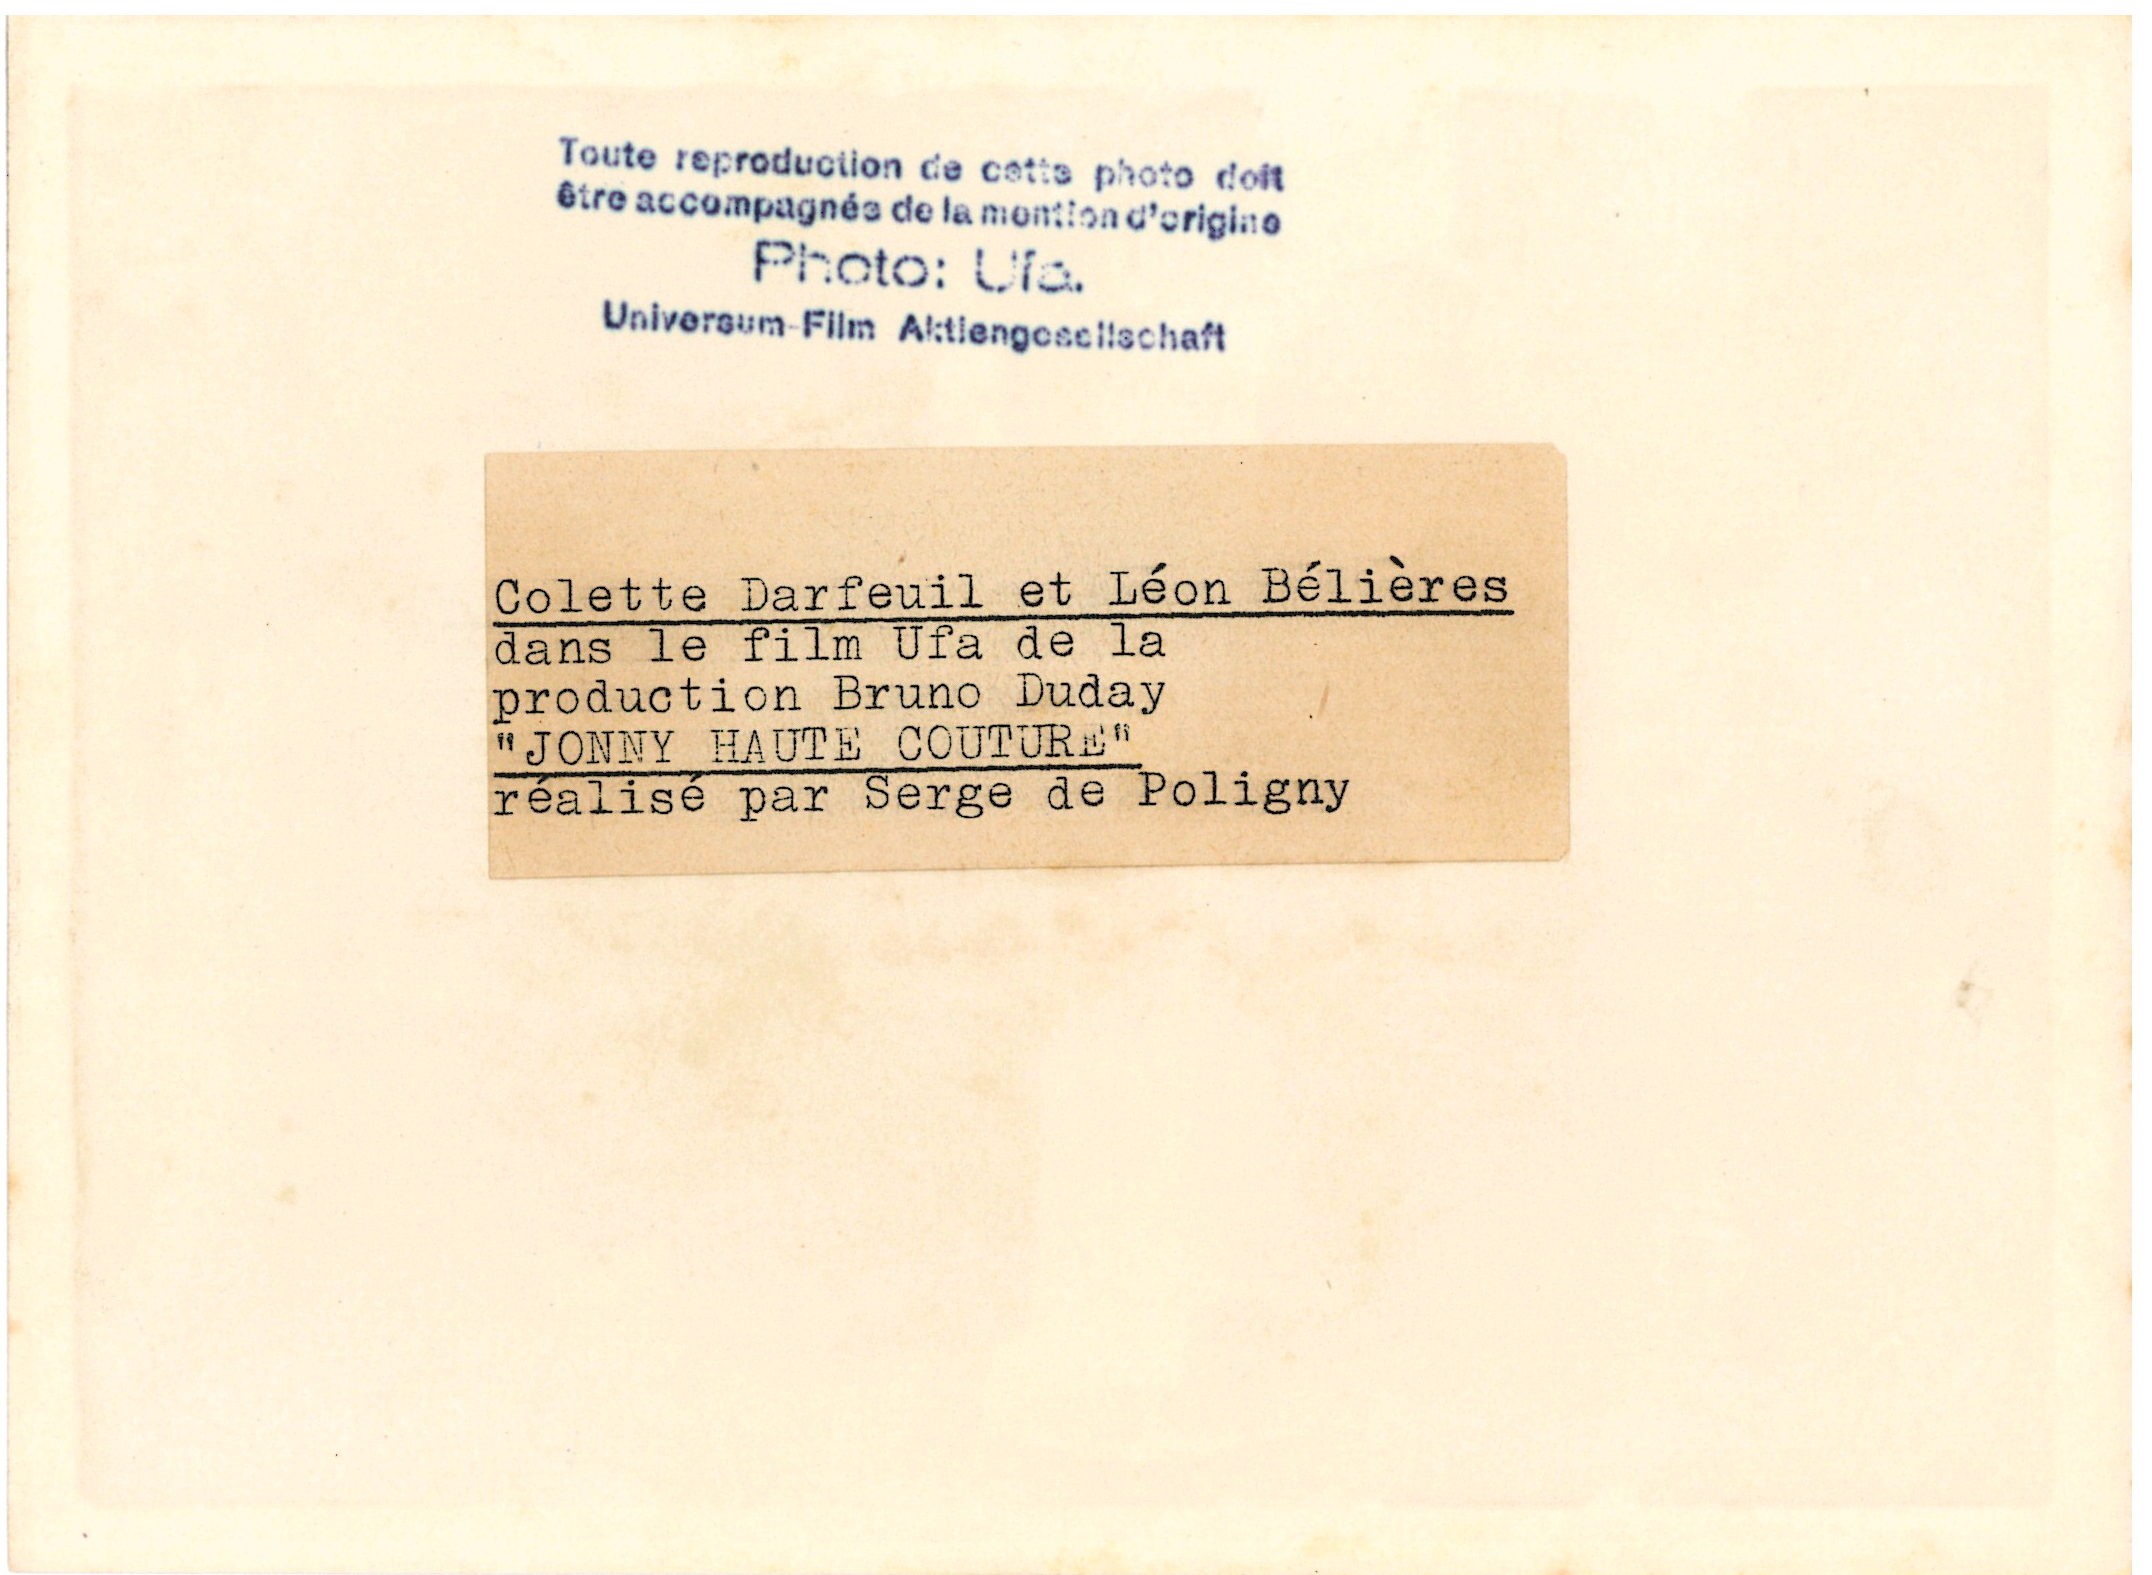 Toute reproduction de cette photo doit
être accompagnée de la mention d'origine
Photo: Ufa.
Universum-Film Aktiengesellschaft
Colette Darfeuil et Léon Bélières
dans le film Ufa de la
production Bruno Duday
"JONNY HAUTE COUTURE"
réalisé par Serge de Poligny